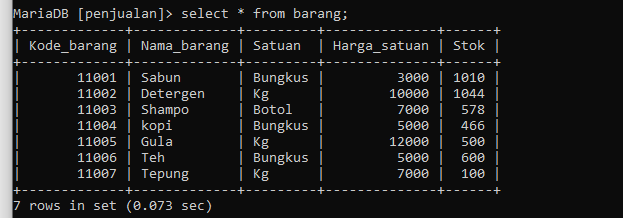 MariaDB [penjualan]> select * from barang;
+-------------+-------------+---------+--------------+------+
| Kode_barang | Nama_barang | Satuan  | Harga_satuan | Stok |
+-------------+-------------+---------+--------------+------+
|       11001 | Sabun       | Bungkus |         3000 | 1010 |
|       11002 | Detergen    | Kg      |        10000 | 1044 |
|       11003 | Shampo      | Botol   |         7000 |  578 |
|       11004 | kopi        | Bungkus |         5000 |  466 |
|       11005 | Gula        | Kg      |        12000 |  500 |
|       11006 | Teh         | Bungkus |         5000 |  600 |
|       11007 | Tepung      | Kg      |         7000 |  100 |
+-------------+-------------+---------+--------------+------+
7 rows in set (0.073 sec)